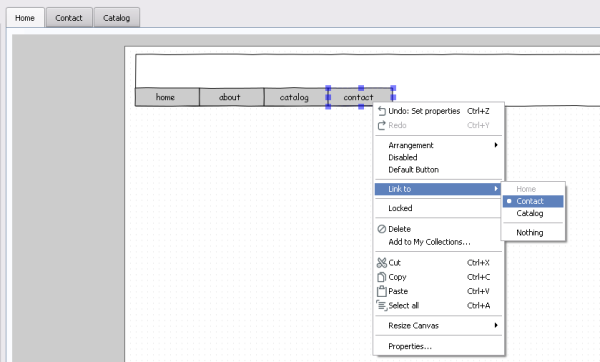 Home Contact Catalog
home about catalog contact
Undo: Set properties Ctrl+Z
Redo Ctrl+Y
Arrangement
Disabled
Default Button
Link to
Locked
Delete
Add to My Collections...
Cut Ctrl+X
Copy Ctrl+C
Paste Ctrl+V
Select all Ctrl+A
Resize Canvas
Properties...
Home
Contact
Catalog
Nothing